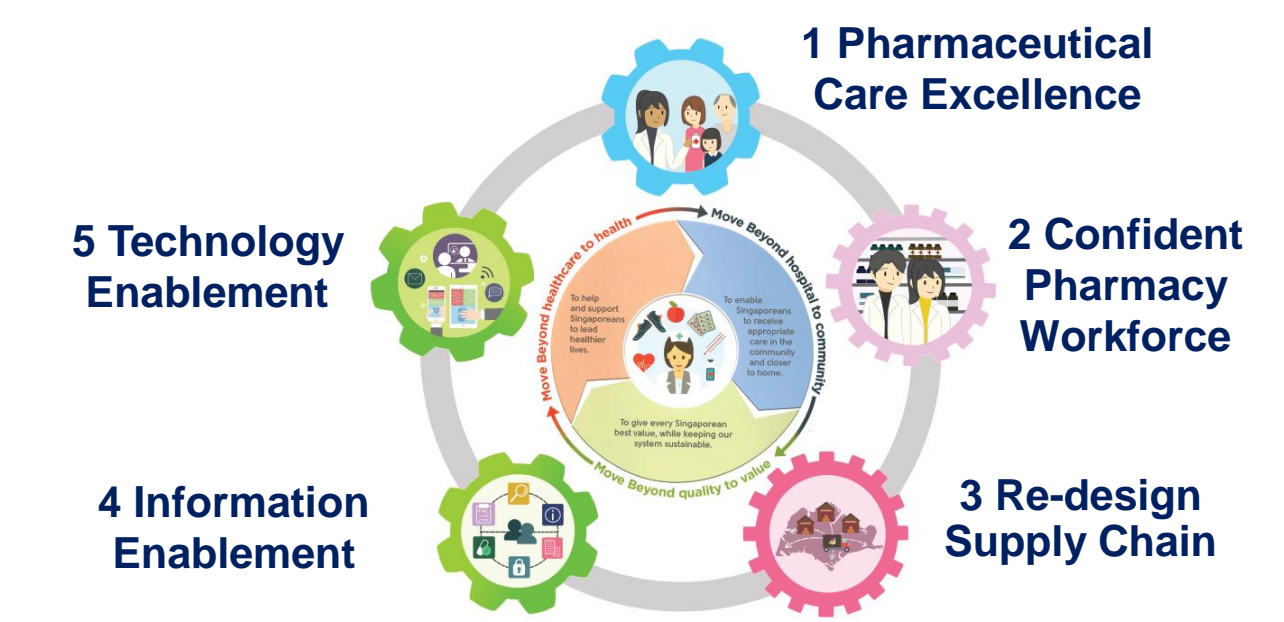 1 Pharmaceutical
Care Excellence
2 Confident
Pharmacy
Workforce
3 Re-design
Supply Chain
4 Information
Enablement
5 Technology
Enablement
Move Beyond healthcare to health
Move Beyond hospital to community
Move Beyond quality to value
To help
and support
Singaporeans
to lead
healthier
lives.
To enable
Singaporeans
to receive
appropriate
care in the
community
and closer
to home.
To give every Singaporean
best value, while keeping our
system sustainable.